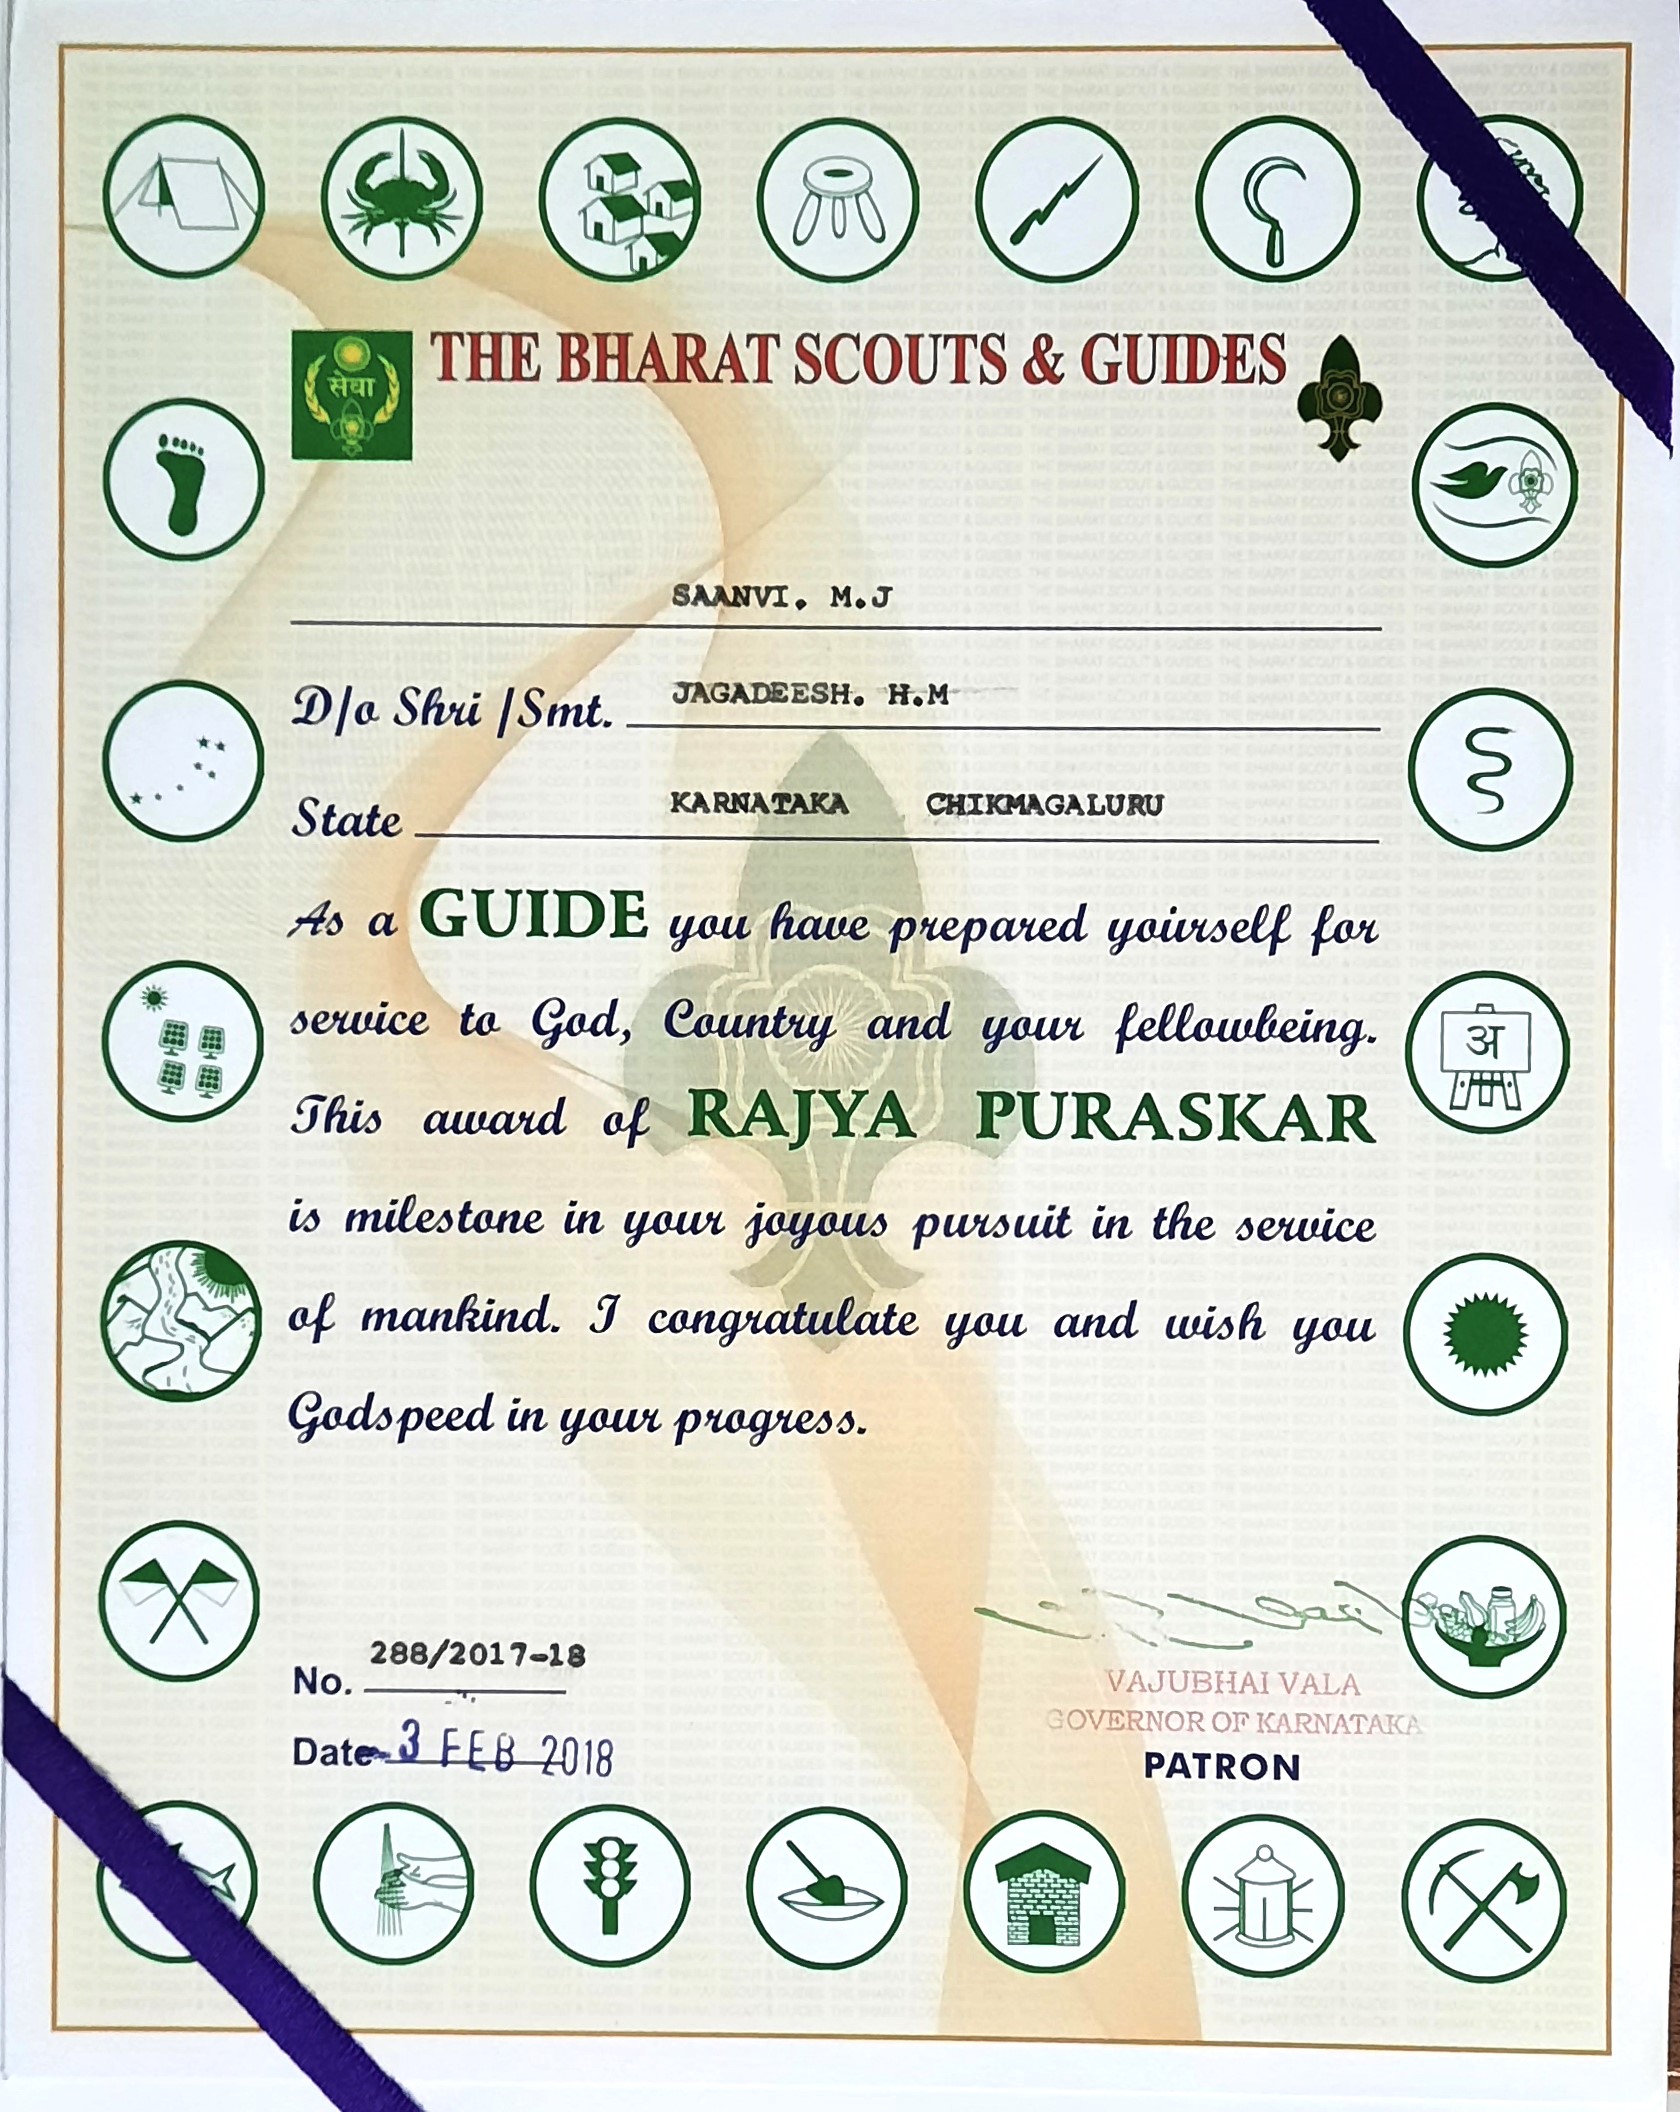 THE BHARAT SCOUTS & GUIDES
सेवा
SAANVI. M.J
D/o Shri /Smt. JAGADEESH. H.M
State KARNATAKA CHIKMAGALURU
As a GUIDE you have prepared yoiurself for
service to God, Country and your fellowbeing.
This award of RAJYA PURASKAR
is milestone in your joyous pursuit in the service
of mankind. I congratulate you and wish you
Godspeed in your progress.
अ
No. 288/2017-18
Date 3 FEB 2018
VAJUBHAI VALA
GOVERNOR OF KARNATAKA
PATRON